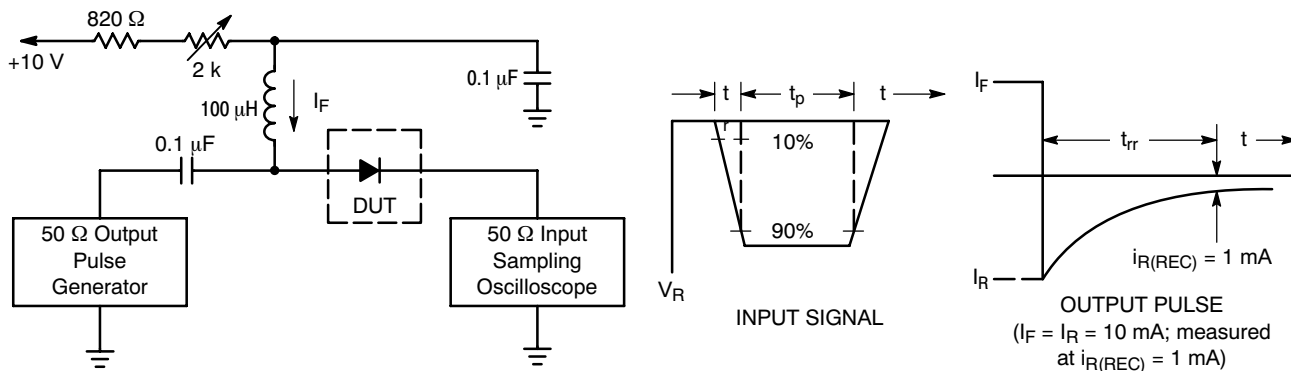 820 Ω
+10 V
2 k
100 µH
I_F
0.1 µF
0.1 µF
DUT
50 Ω Output
Pulse
Generator
50 Ω Input
Sampling
Oscilloscope
t
r
t_p
t
10%
90%
V_R
INPUT SIGNAL
I_F
t_rr
t
i_R(REC) = 1 mA
I_R
OUTPUT PULSE
(I_F = I_R = 10 mA; measured
at i_R(REC) = 1 mA)